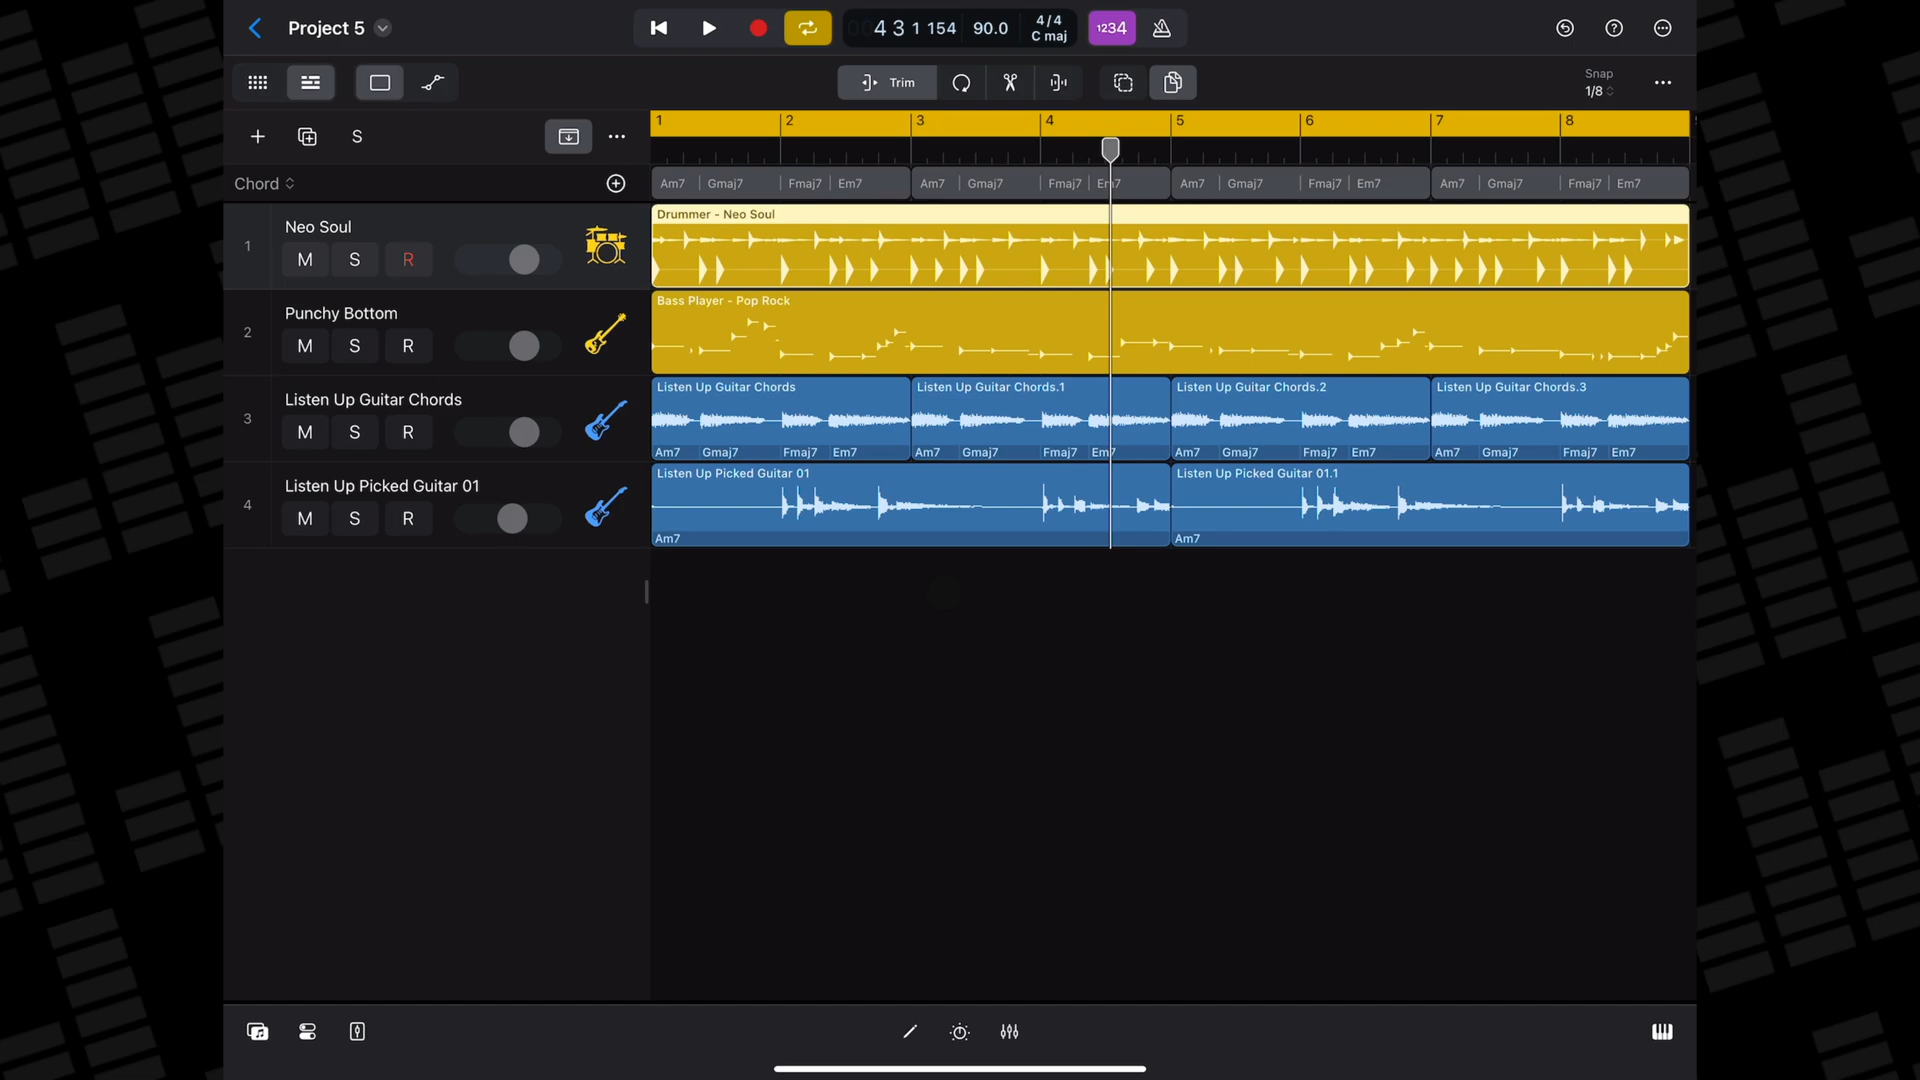 Project 5
4 3 1 154 90.0 4/4 C maj
1234
Trim
Snap
1/8
S
1 2 3 4 5 6 7 8
Chord
Am7 Gmaj7 Fmaj7 Em7 Am7 Gmaj7 Fmaj7 Em7 Am7 Gmaj7 Fmaj7 Em7 Am7 Gmaj7 Fmaj7 Em7
1
Neo Soul
M S R
Drummer - Neo Soul
2
Punchy Bottom
M S R
Bass Player - Pop Rock
3
Listen Up Guitar Chords
M S R
Listen Up Guitar Chords Listen Up Guitar Chords.1 Listen Up Guitar Chords.2 Listen Up Guitar Chords.3
Am7 Gmaj7 Fmaj7 Em7 Am7 Gmaj7 Fmaj7 Em7 Am7 Gmaj7 Fmaj7 Em7 Am7 Gmaj7 Fmaj7 Em7
4
Listen Up Picked Guitar 01
M S R
Listen Up Picked Guitar 01 Listen Up Picked Guitar 01.1
Am7 Am7